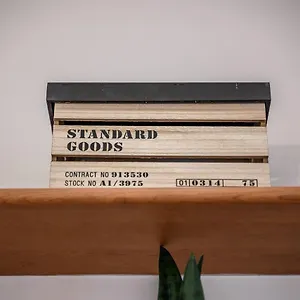 STANDARD
GOODS
CONTRACT NO 913530
STOCK NO A1/3975
01 0314 75